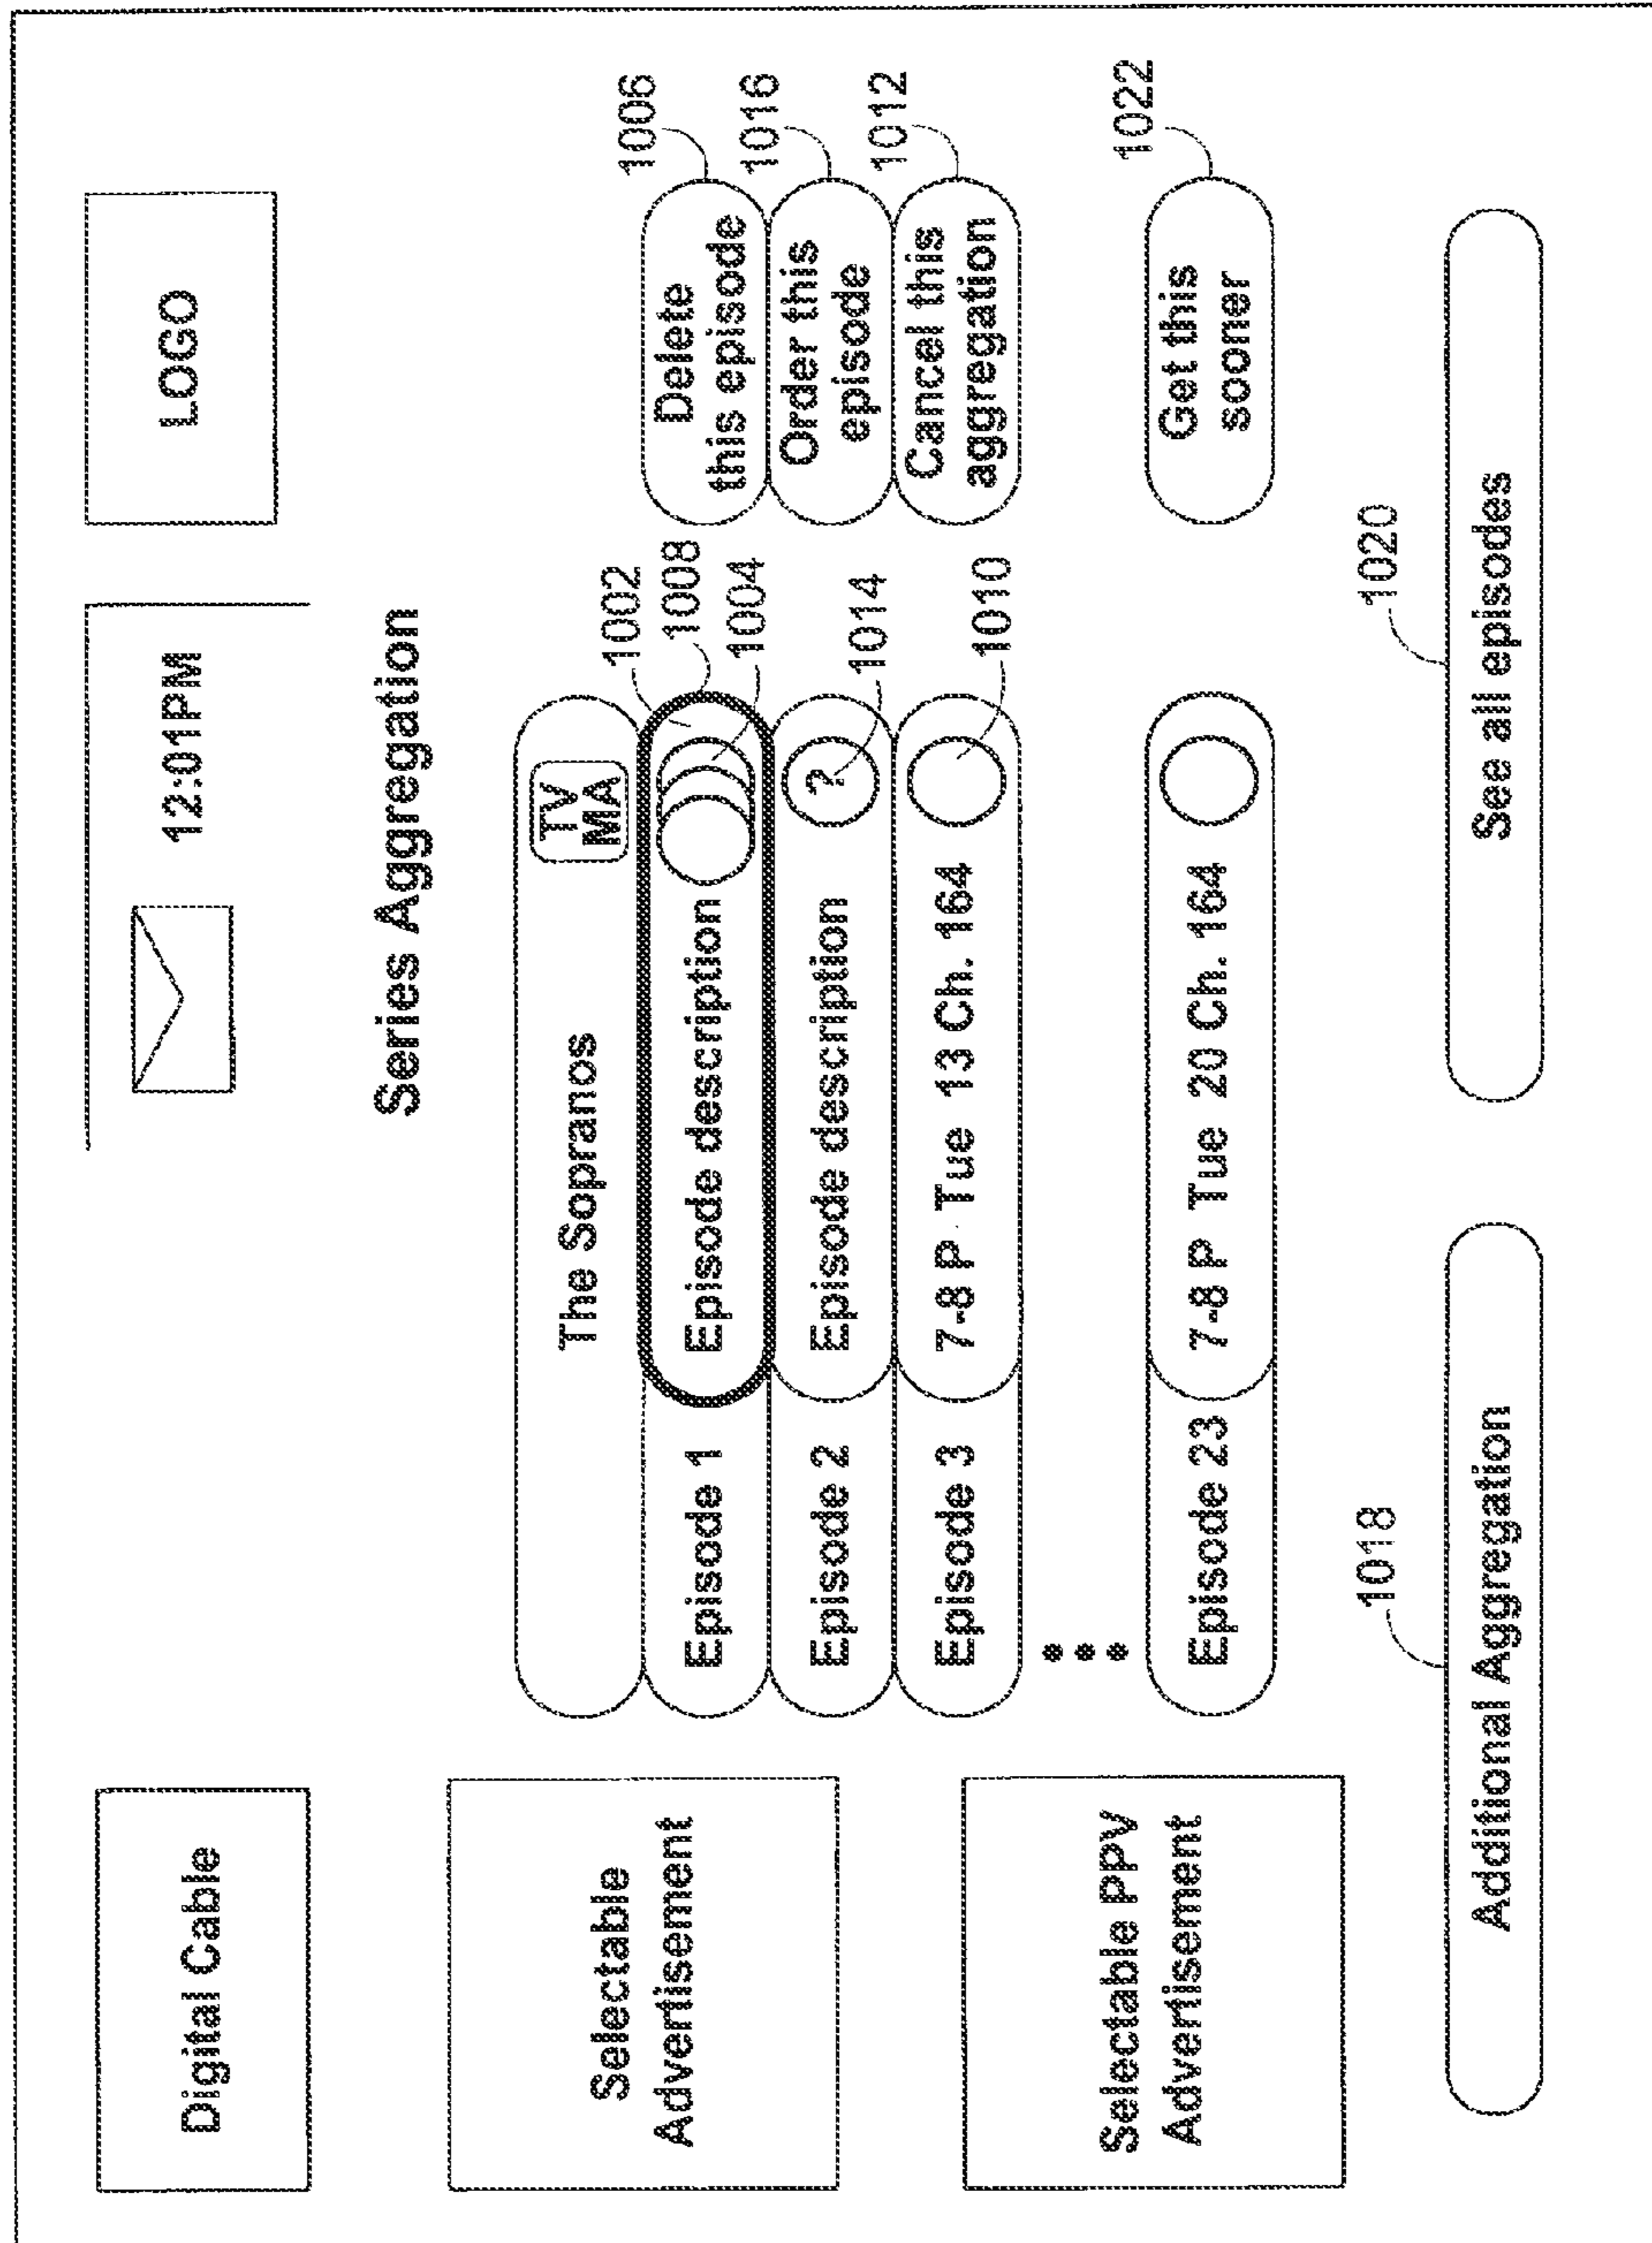 Digital Cable
12:01PM
LOGO
Series Aggregation
Selectable
Advertisement
Selectable PPV
Advertisement
The Sopranos
TV
MA
1002
1008
1004
1014
1010
Episode 1 Episode description
Episode 2 Episode description ?
Episode 3 7-8 P Tue 13 Ch. 164
Episode 23 7-8 P Tue 20 Ch. 164
Delete
this episode
1006
Order this
episode
1016
Cancel this
aggregation
1012
Get this
sooner
1022
1018
Additional Aggregation
1020
See all episodes